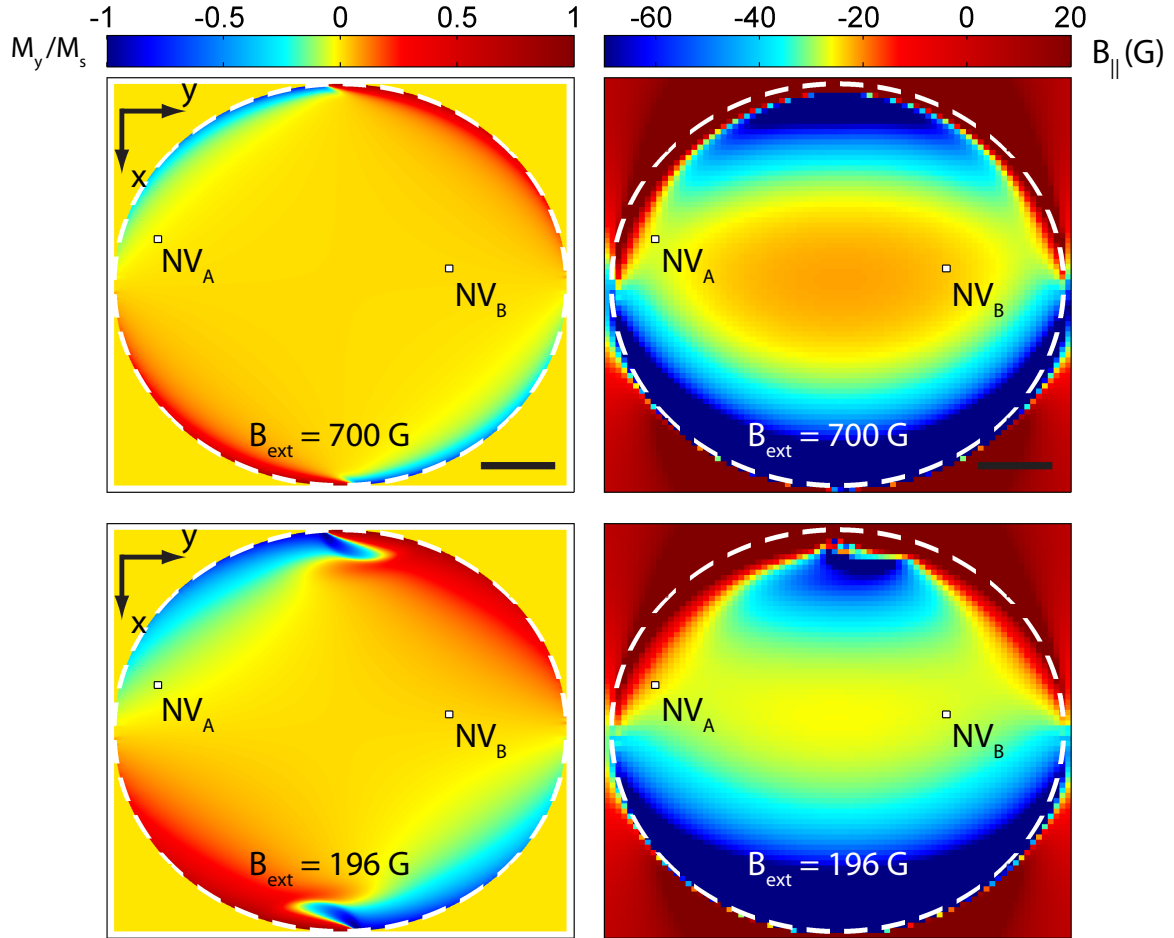 -1 -0.5 0 0.5 1
M_y/M_s
-60 -40 -20 0 20
B_||(G)
y
x
NV_A
NV_B
B_ext = 700 G
NV_A
NV_B
B_ext = 700 G
y
x
NV_A
NV_B
B_ext = 196 G
NV_A
NV_B
B_ext = 196 G